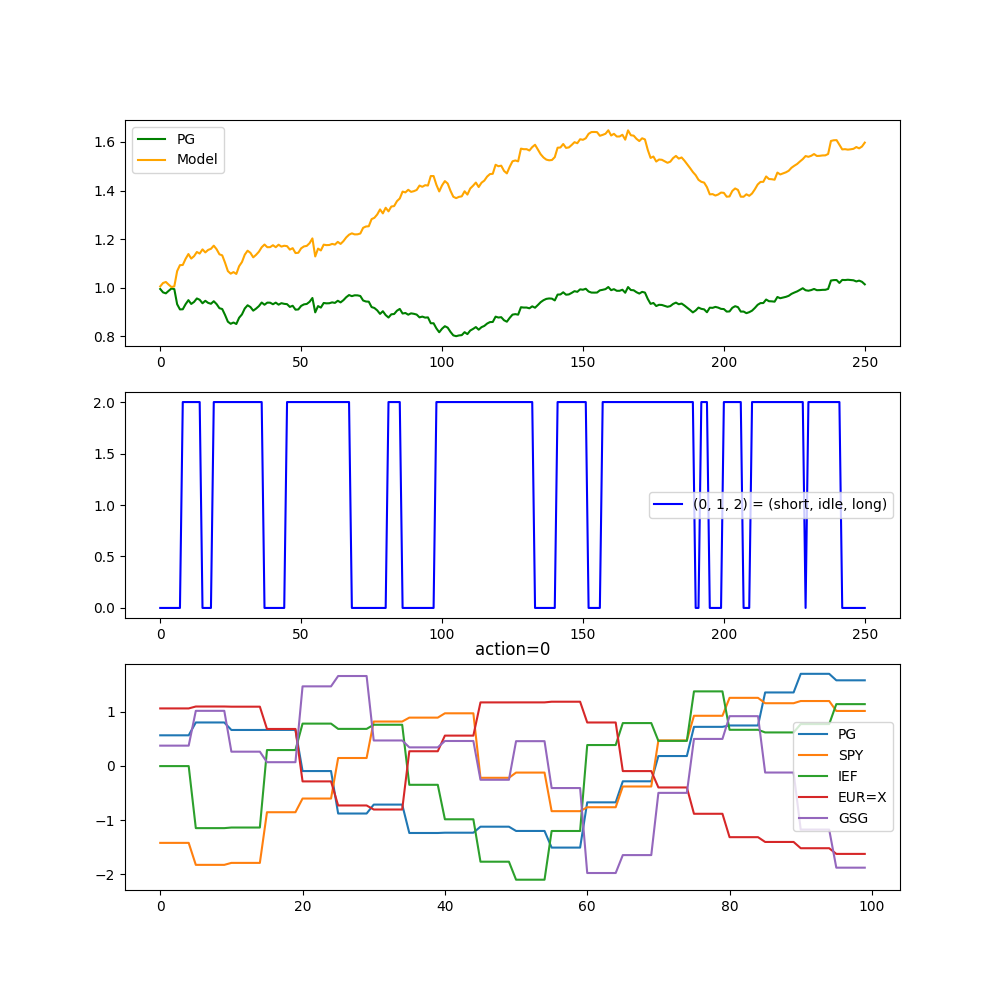 1.6
1.4
1.2
1.0
0.8
PG
Model
0 50 100 150 200 250
2.0
1.5
1.0
0.5
0.0
(0, 1, 2) = (short, idle, long)
0 50 100 150 200 250
action=0
1
0
−1
−2
PG
SPY
IEF
EUR=X
GSG
0 20 40 60 80 100